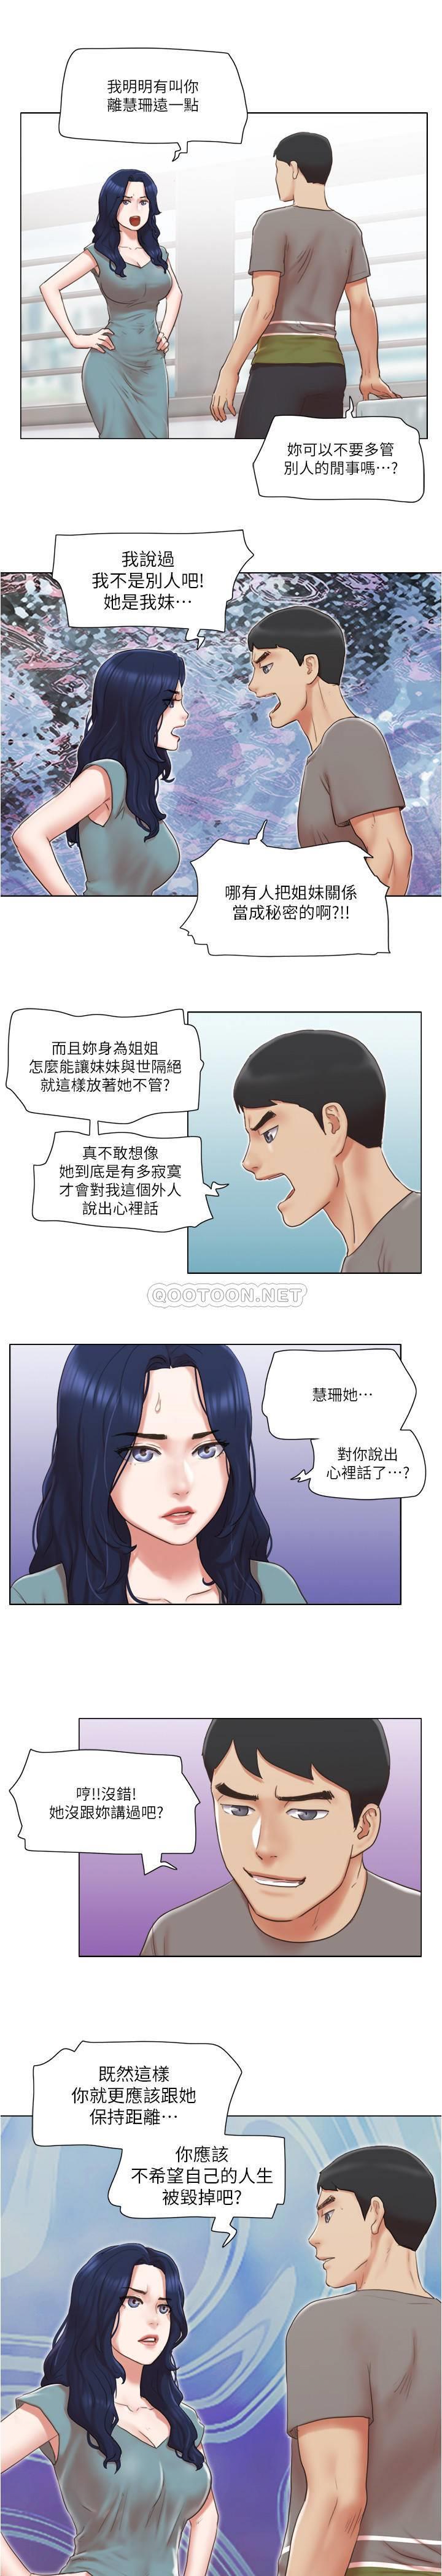 我明明有叫你
離慧珊遠一點
妳可以不要多管
別人的閒事嗎⋯?
我說過
我不是別人吧!
她是我妹⋯
哪有人把姐妹關係
當成秘密的啊?!!
而且妳身為姐姐
怎麼能讓妹妹與世隔絕
就這樣放著她不管?
真不敢想像
她到底是有多寂寞
才會對我這個外人
說出心裡話
QOOTOON.NET
慧珊她⋯
對你說出
心裡話了⋯?
哼!!沒錯!
她沒跟妳講過吧?
既然這樣
你就更應該跟她
保持距離⋯
你應該
不希望自己的人生
被毀掉吧?